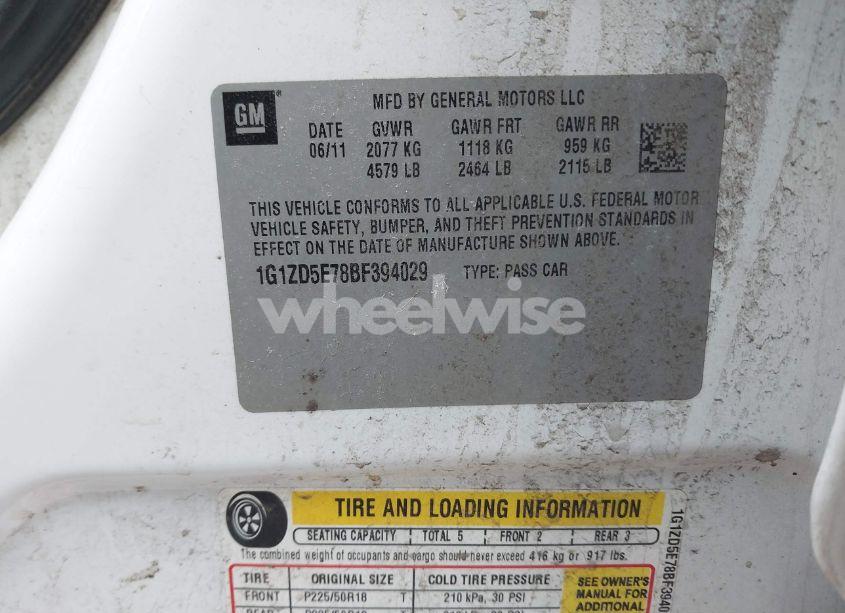 GM
MFD BY GENERAL MOTORS LLC
DATE GVWR GAWR FRT GAWR RR
06/11 2077 KG 1118 KG 959 KG
4579 LB 2464 LB 2115 LB
THIS VEHICLE CONFORMS TO ALL APPLICABLE U.S. FEDERAL MOTOR
VEHICLE SAFETY, BUMPER, AND THEFT PREVENTION STANDARDS IN
EFFECT ON THE DATE OF MANUFACTURE SHOWN ABOVE.
1G1ZD5E78BF394029 TYPE: PASS CAR
wheelwise
TIRE AND LOADING INFORMATION
SEATING CAPACITY TOTAL 5 FRONT 2 REAR 3
The combined weight of occupants and cargo should never exceed 416 kg or 917 lbs.
TIRE ORIGINAL SIZE COLD TIRE PRESSURE
FRONT P225/50R18 T 210 kPa, 30 PSI
SEE OWNER'S
MANUAL FOR
ADDITIONAL
1G1ZD5E78BF3940